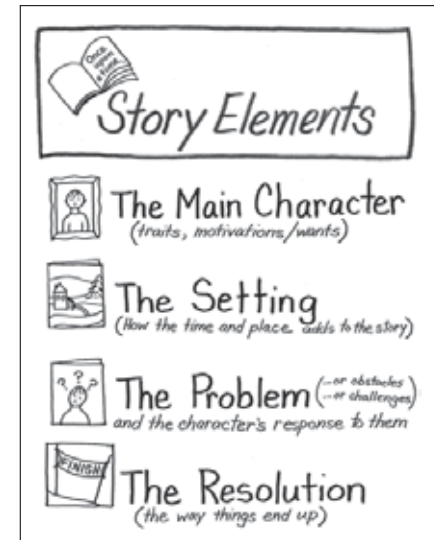 Once
upon
a time
Story Elements
The Main Character
(traits, motivations/wants)
The Setting
(How the time and place adds to the story)
The Problem (...or obstacles
...or challenges)
and the character's response to them
FINISH
The Resolution
(the way things end up)